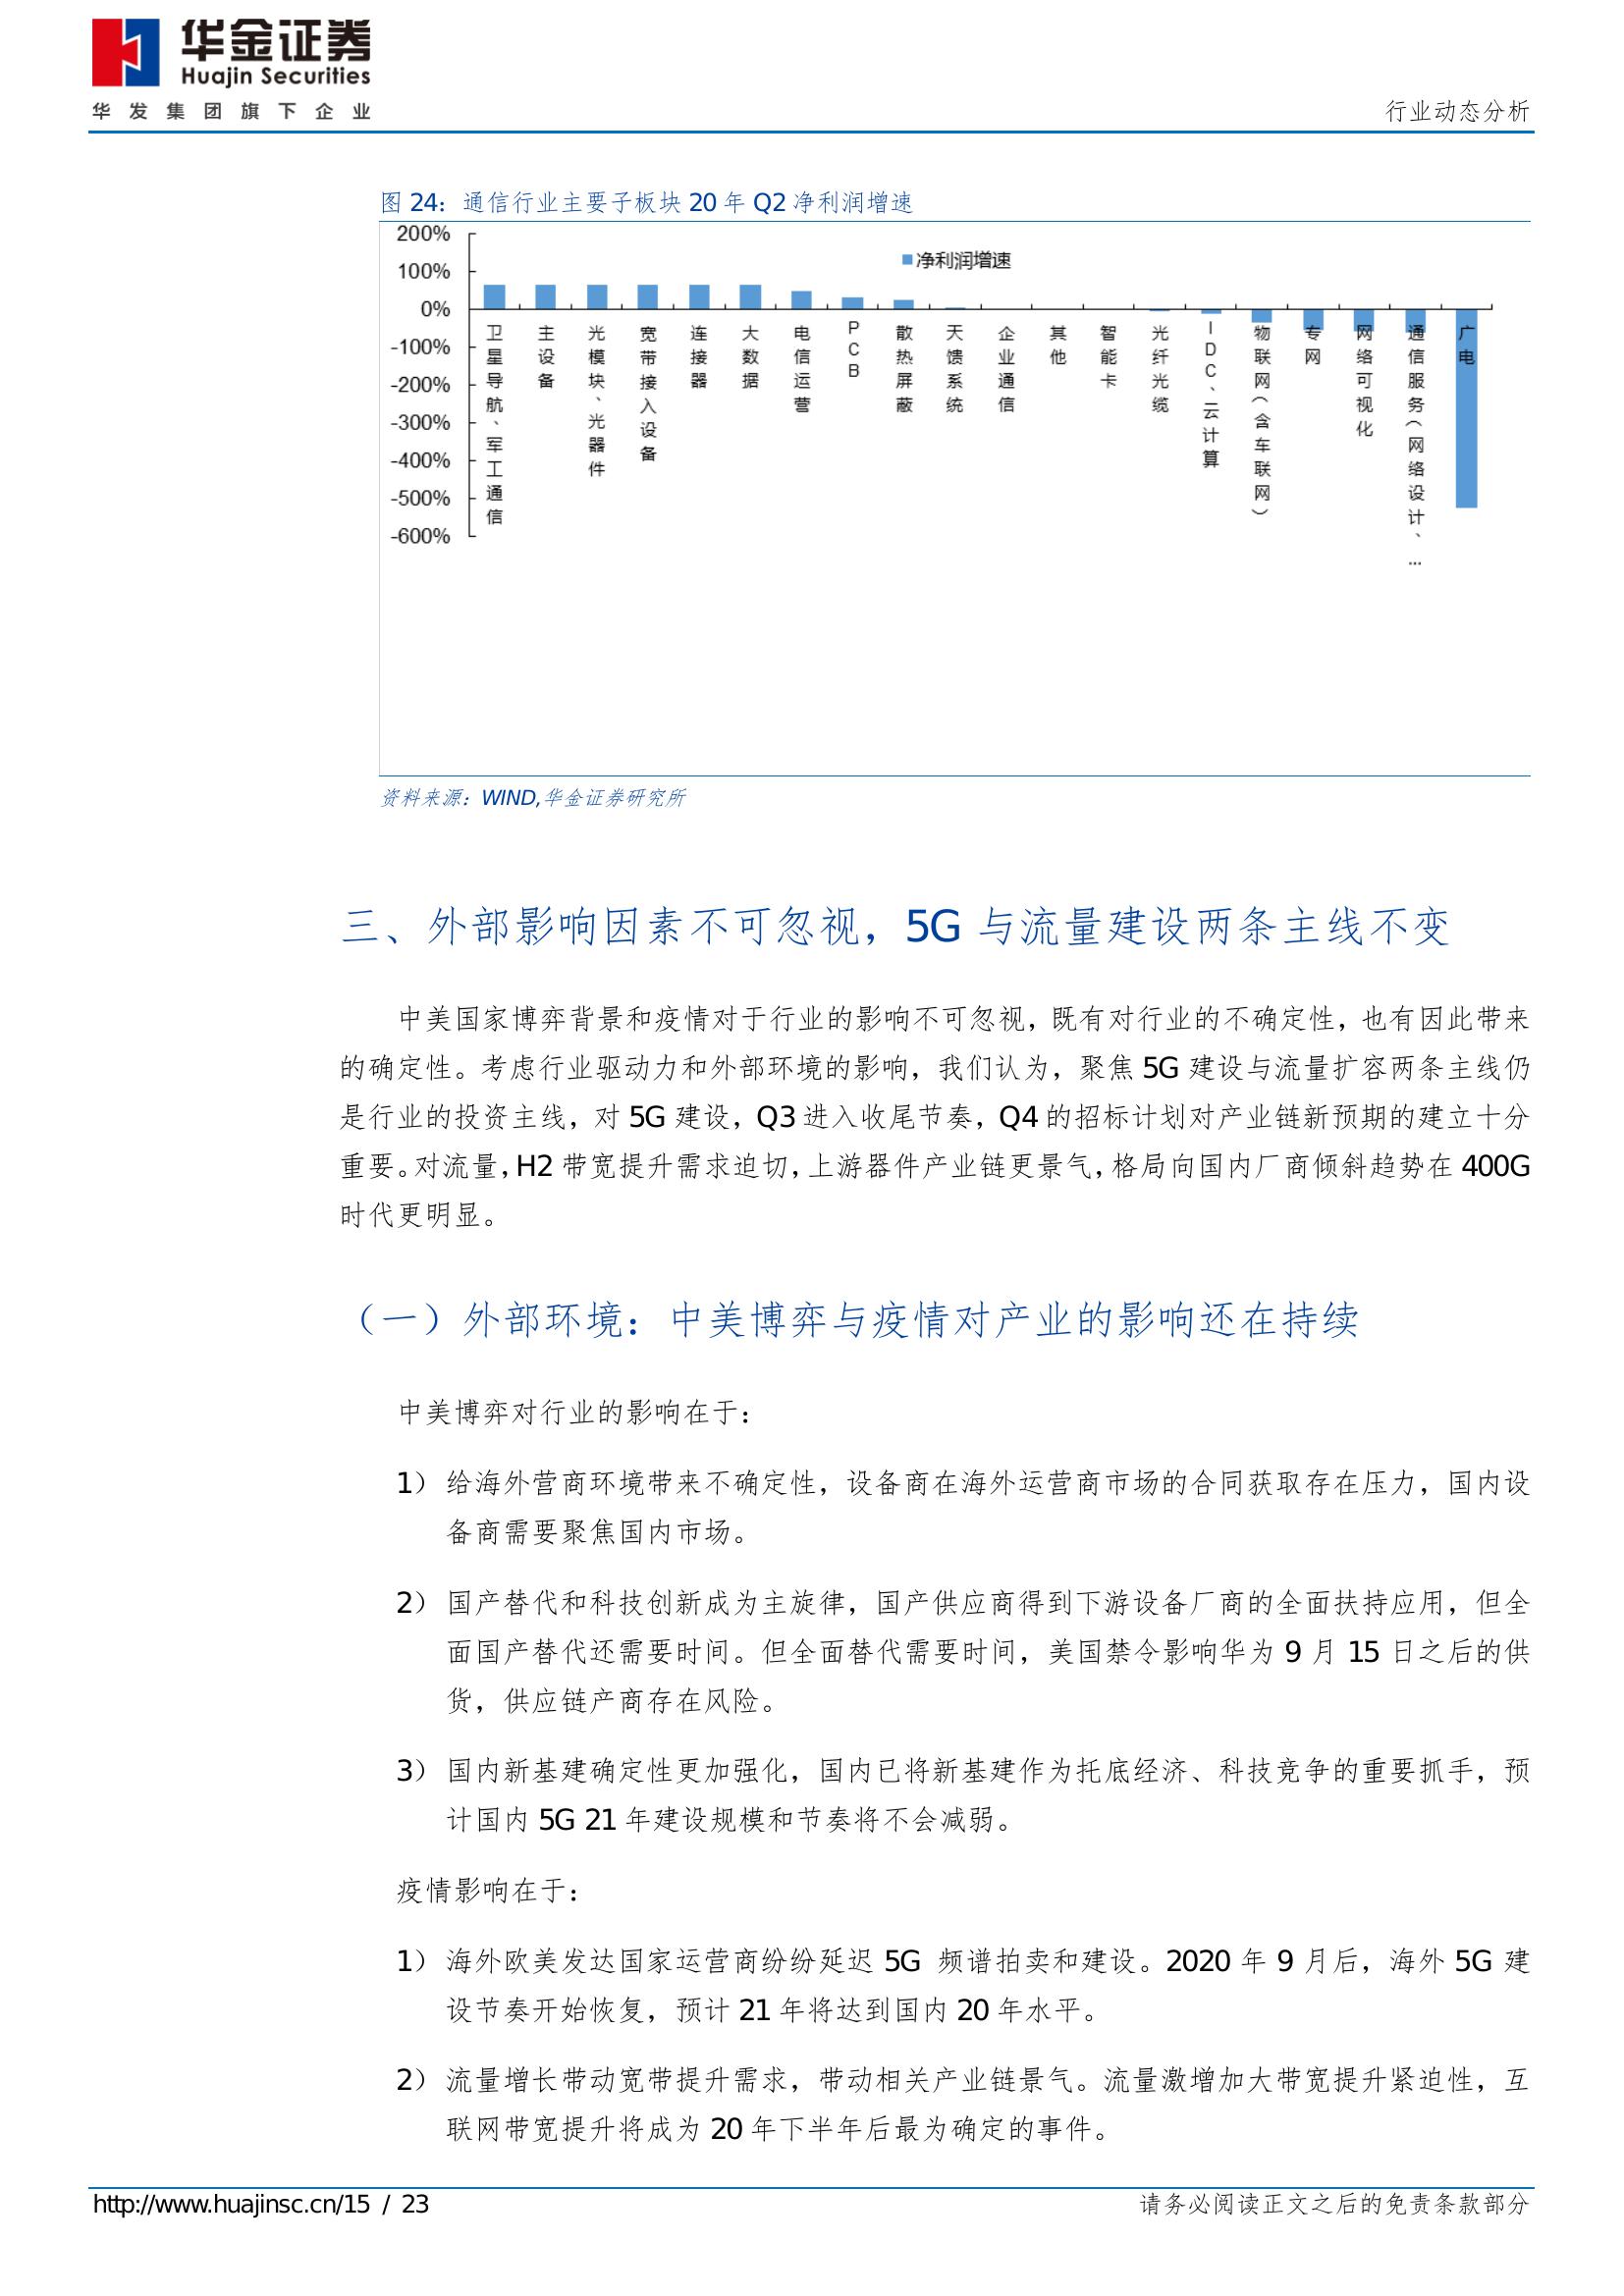 华金证券
Huajin Securities
华发集团旗下企业
行业动态分析
图 24：通信行业主要子板块 20 年 Q2 净利润增速
净利润增速
200%
100%
0%
-100%
-200%
-300%
-400%
-500%
-600%
卫星导航、军工通信
主设备
光模块、光器件
宽带接入设备
连接器
大数据
电信运营
PCB
散热屏蔽
天馈系统
企业通信
其他
智能卡
光纤光缆
IDC、云计算
物联网（含车联网）
专网
网络可视化
通信服务（网络设计、…
广电
资料来源：WIND,华金证券研究所
三、外部影响因素不可忽视，5G 与流量建设两条主线不变
中美国家博弈背景和疫情对于行业的影响不可忽视，既有对行业的不确定性，也有因此带来
的确定性。考虑行业驱动力和外部环境的影响，我们认为，聚焦 5G 建设与流量扩容两条主线仍
是行业的投资主线，对 5G 建设，Q3 进入收尾节奏，Q4 的招标计划对产业链新预期的建立十分
重要。对流量，H2 带宽提升需求迫切，上游器件产业链更景气，格局向国内厂商倾斜趋势在 400G
时代更明显。
（一）外部环境：中美博弈与疫情对产业的影响还在持续
中美博弈对行业的影响在于：
1） 给海外营商环境带来不确定性，设备商在海外运营商市场的合同获取存在压力，国内设
备商需要聚焦国内市场。
2） 国产替代和科技创新成为主旋律，国产供应商得到下游设备厂商的全面扶持应用，但全
面国产替代还需要时间。但全面替代需要时间，美国禁令影响华为 9 月 15 日之后的供
货，供应链产商存在风险。
3） 国内新基建确定性更加强化，国内已将新基建作为托底经济、科技竞争的重要抓手，预
计国内 5G 21 年建设规模和节奏将不会减弱。
疫情影响在于：
1） 海外欧美发达国家运营商纷纷延迟 5G 频谱拍卖和建设。2020 年 9 月后，海外 5G 建
设节奏开始恢复，预计 21 年将达到国内 20 年水平。
2） 流量增长带动宽带提升需求，带动相关产业链景气。流量激增加大带宽提升紧迫性，互
联网带宽提升将成为 20 年下半年后最为确定的事件。
http://www.huajinsc.cn/15 / 23
请务必阅读正文之后的免责条款部分